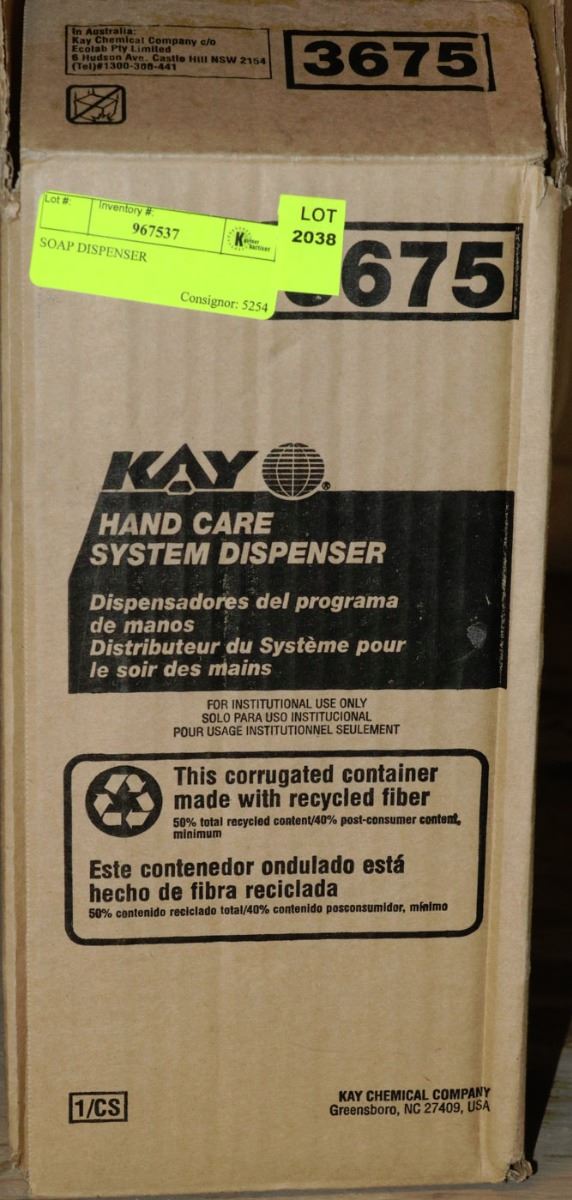 In Australia:
Kay Chemical Company c/o
Ecolab Pty Limited
6 Hudson Ave. Castle Hill NSW 2154
(Tel)#1300-308-441
3675
Lot #:
Inventory #:
967537
SOAP DISPENSER
Consignor: 5254
LOT
2038
675
KAY
HAND CARE
SYSTEM DISPENSER
Dispensadores del programa
de manos
Distributeur du Système pour
le soir des mains
FOR INSTITUTIONAL USE ONLY
SOLO PARA USO INSTITUCIONAL
POUR USAGE INSTITUTIONNEL SEULEMENT
This corrugated container
made with recycled fiber
50% total recycled content/40% post-consumer content,
minimum
Este contenedor ondulado está
hecho de fibra reciclada
50% contenido reciclado total/40% contenido posconsumidor, mínimo
1/CS
KAY CHEMICAL COMPANY
Greensboro, NC 27409, USA